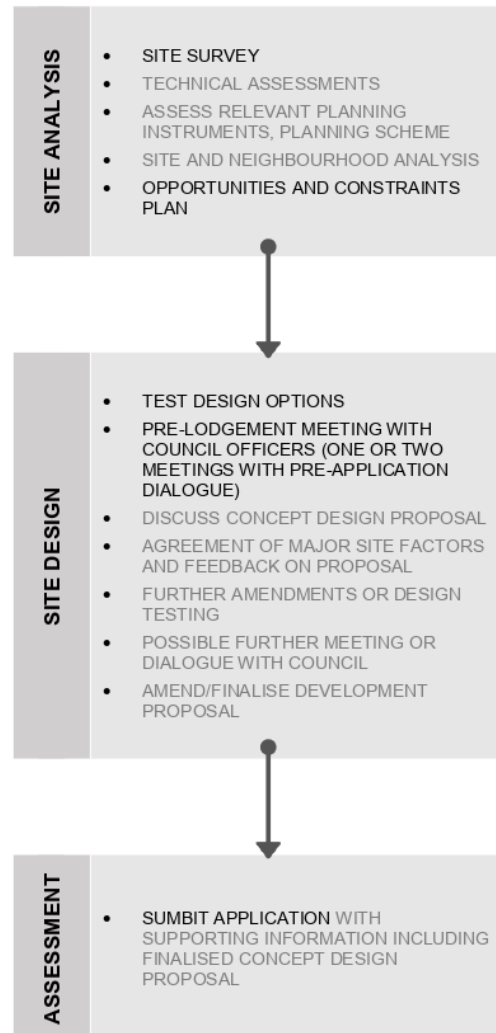 SITE ANALYSIS
• SITE SURVEY
• TECHNICAL ASSESSMENTS
• ASSESS RELEVANT PLANNING
INSTRUMENTS, PLANNING SCHEME
• SITE AND NEIGHBOURHOOD ANALYSIS
• OPPORTUNITIES AND CONSTRAINTS
PLAN
SITE DESIGN
• TEST DESIGN OPTIONS
• PRE-LODGEMENT MEETING WITH
COUNCIL OFFICERS (ONE OR TWO
MEETINGS WITH PRE-APPLICATION
DIALOGUE)
• DISCUSS CONCEPT DESIGN PROPOSAL
• AGREEMENT OF MAJOR SITE FACTORS
AND FEEDBACK ON PROPOSAL
• FURTHER AMENDMENTS OR DESIGN
TESTING
• POSSIBLE FURTHER MEETING OR
DIALOGUE WITH COUNCIL
• AMEND/FINALISE DEVELOPMENT
PROPOSAL
ASSESSMENT
• SUMBIT APPLICATION WITH
SUPPORTING INFORMATION INCLUDING
FINALISED CONCEPT DESIGN
PROPOSAL